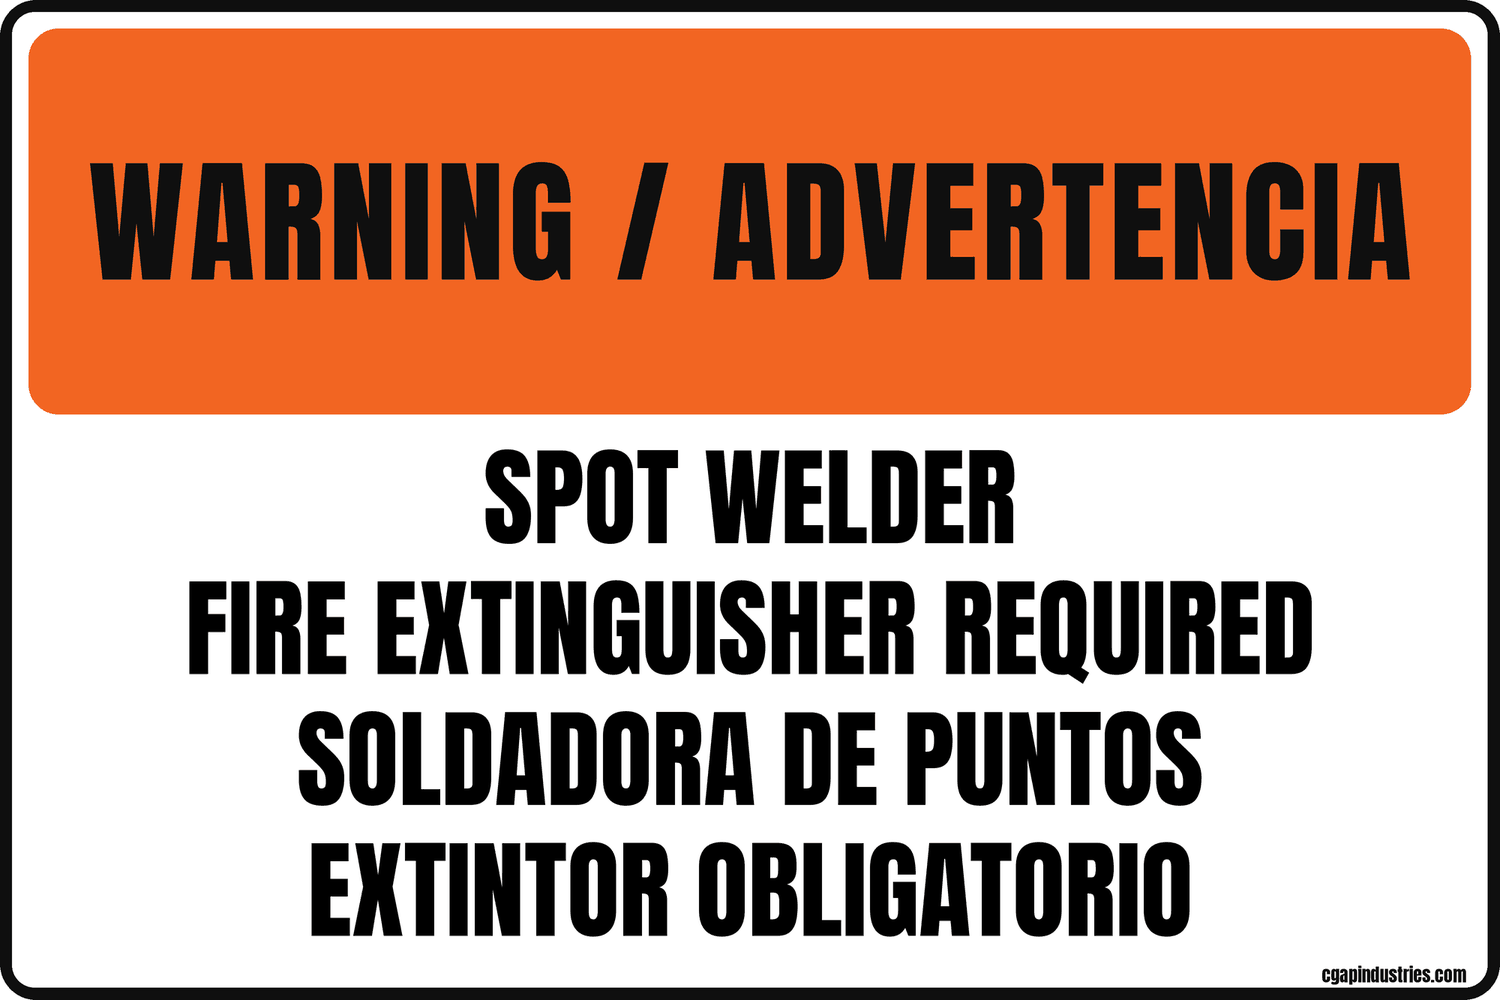 WARNING / ADVERTENCIA
SPOT WELDER
FIRE EXTINGUISHER REQUIRED
SOLDADORA DE PUNTOS
EXTINTOR OBLIGATORIO
cgapindustries.com